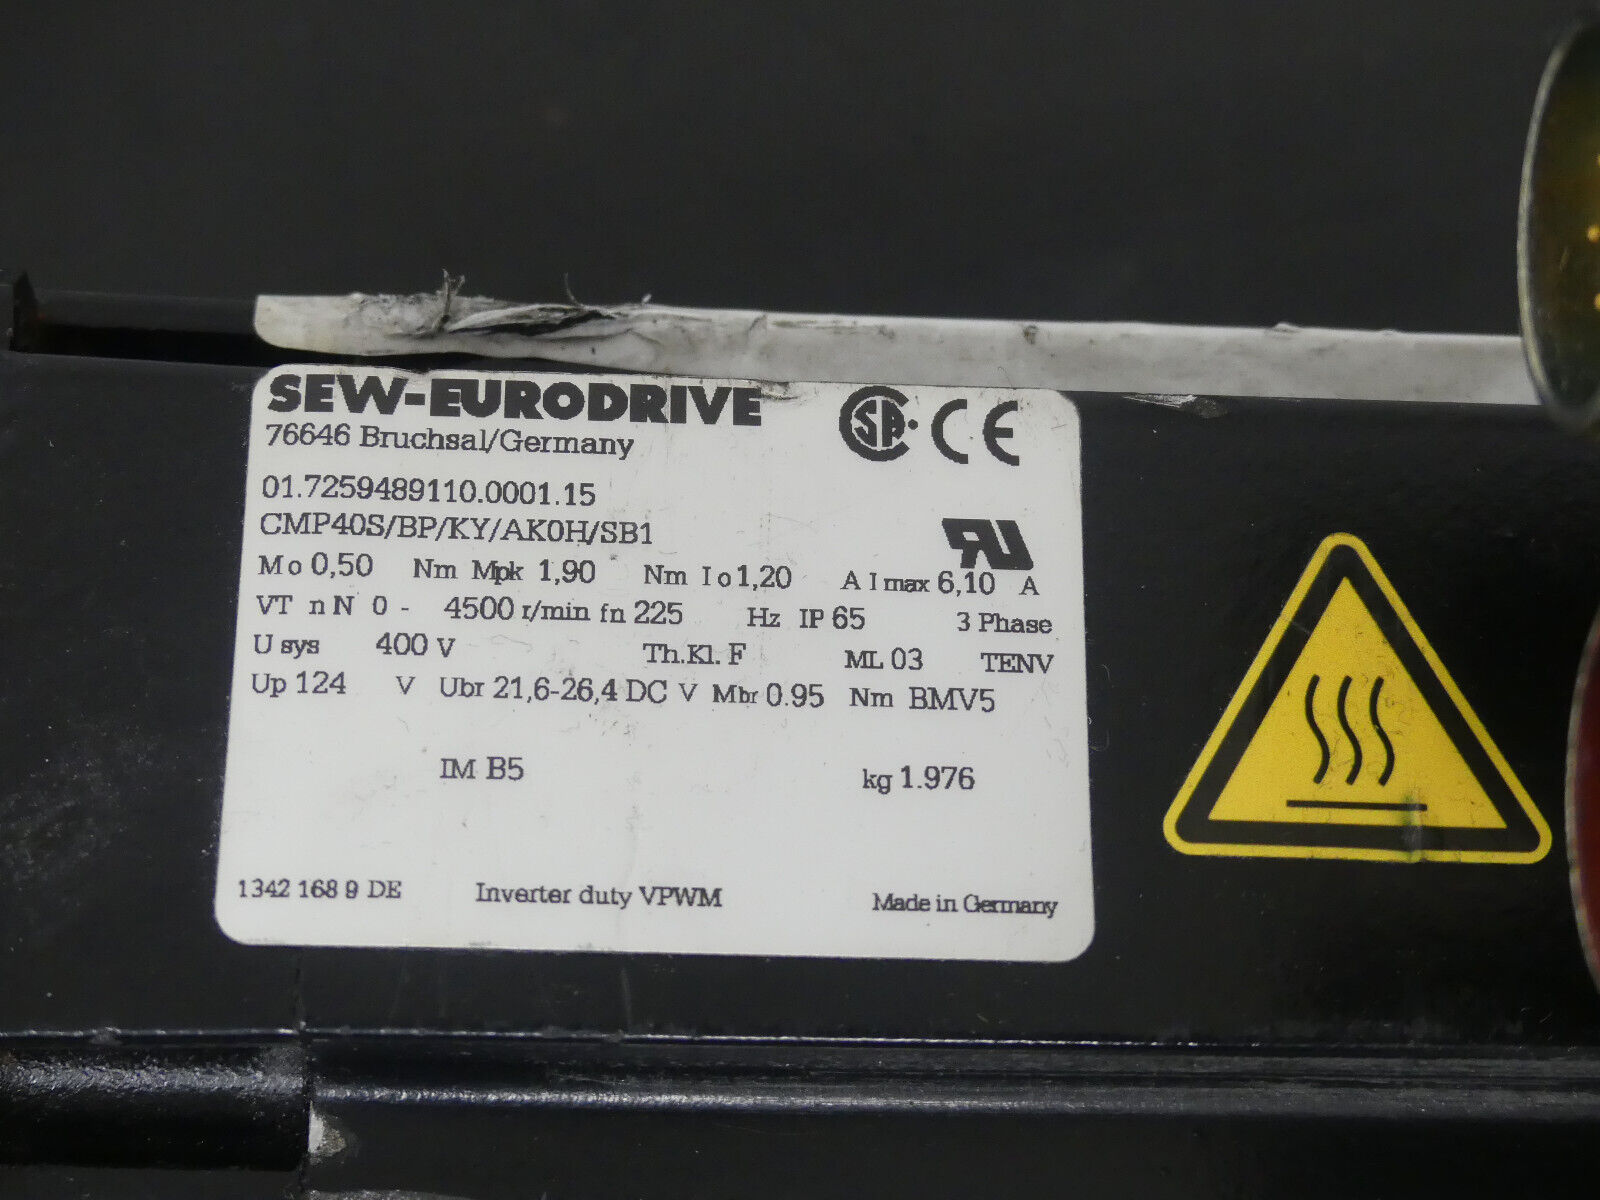 SEW-EURODRIVE
76646 Bruchsal/Germany
CSA CE
01.7259489110.0001.15
CMP40S/BP/KY/AK0H/SB1
RU
Mo 0,50 Nm Mpk 1,90 Nm Io 1,20 A Imax 6,10 A
VT nN 0 - 4500 r/min fn 225 Hz IP 65 3 Phase
U sys 400 V Th.Kl. F ML 03 TENV
Up 124 V Ubr 21,6-26,4 DC V Mbr 0.95 Nm BMV5
IM B5 kg 1.976
1342 168 9 DE Inverter duty VPWM Made in Germany